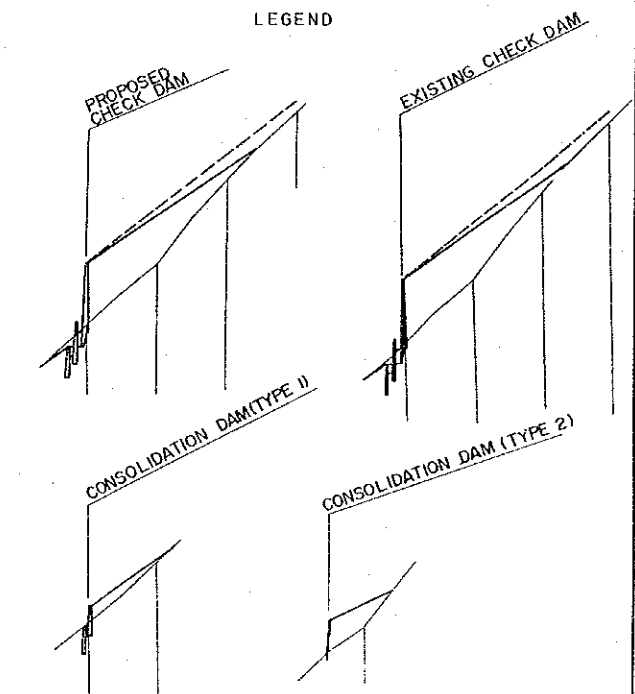 LEGEND
PROPOSED
CHECK DAM
EXISTING CHECK DAM
CONSOLIDATION DAM(TYPE 1)
CONSOLIDATION DAM (TYPE 2)